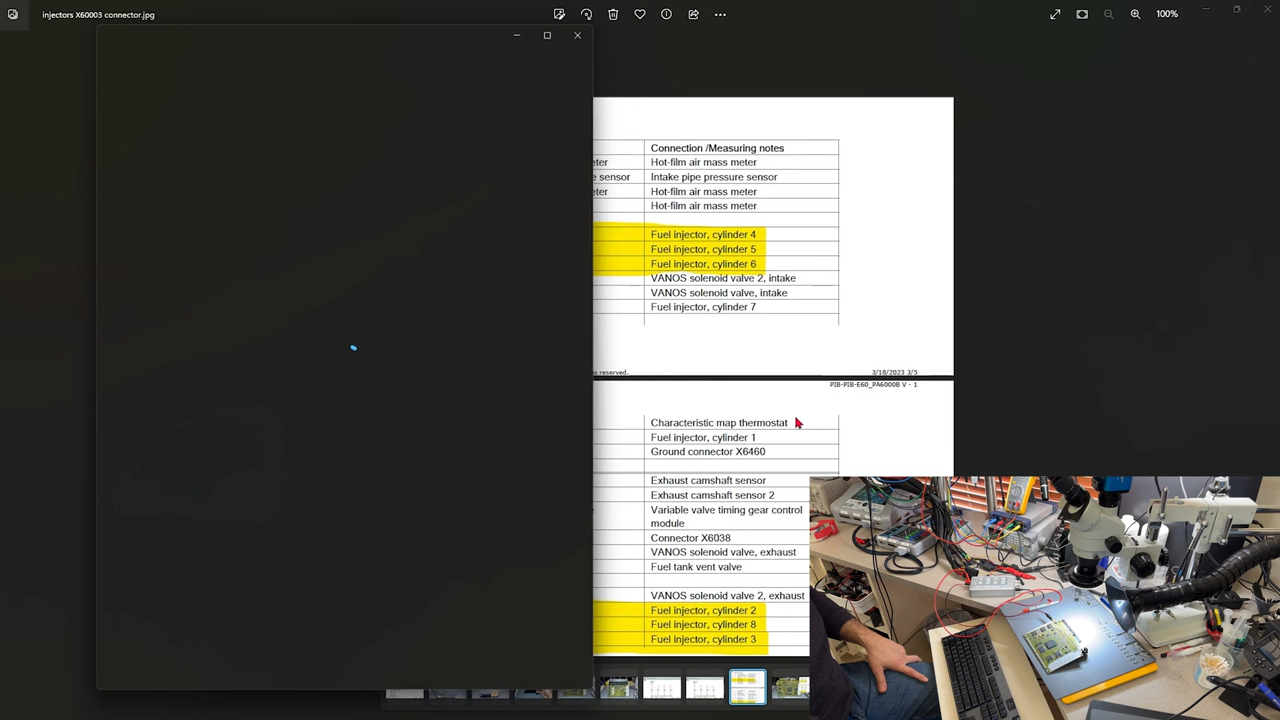 injectors X60003 connector.jpg
100%
Connection /Measuring notes
eter Hot-film air mass meter
e sensor Intake pipe pressure sensor
eter Hot-film air mass meter
Hot-film air mass meter
Fuel injector, cylinder 4
Fuel injector, cylinder 5
Fuel injector, cylinder 6
VANOS solenoid valve 2, intake
VANOS solenoid valve, intake
Fuel injector, cylinder 7
es reserved. 3/18/2023 3/5
PIB-PIB-E60_PA6000B V - 1
Characteristic map thermostat
Fuel injector, cylinder 1
Ground connector X6460
Exhaust camshaft sensor
Exhaust camshaft sensor 2
Variable valve timing gear control
module
Connector X6038
VANOS solenoid valve, exhaust
Fuel tank vent valve
VANOS solenoid valve 2, exhaust
Fuel injector, cylinder 2
Fuel injector, cylinder 8
Fuel injector, cylinder 3